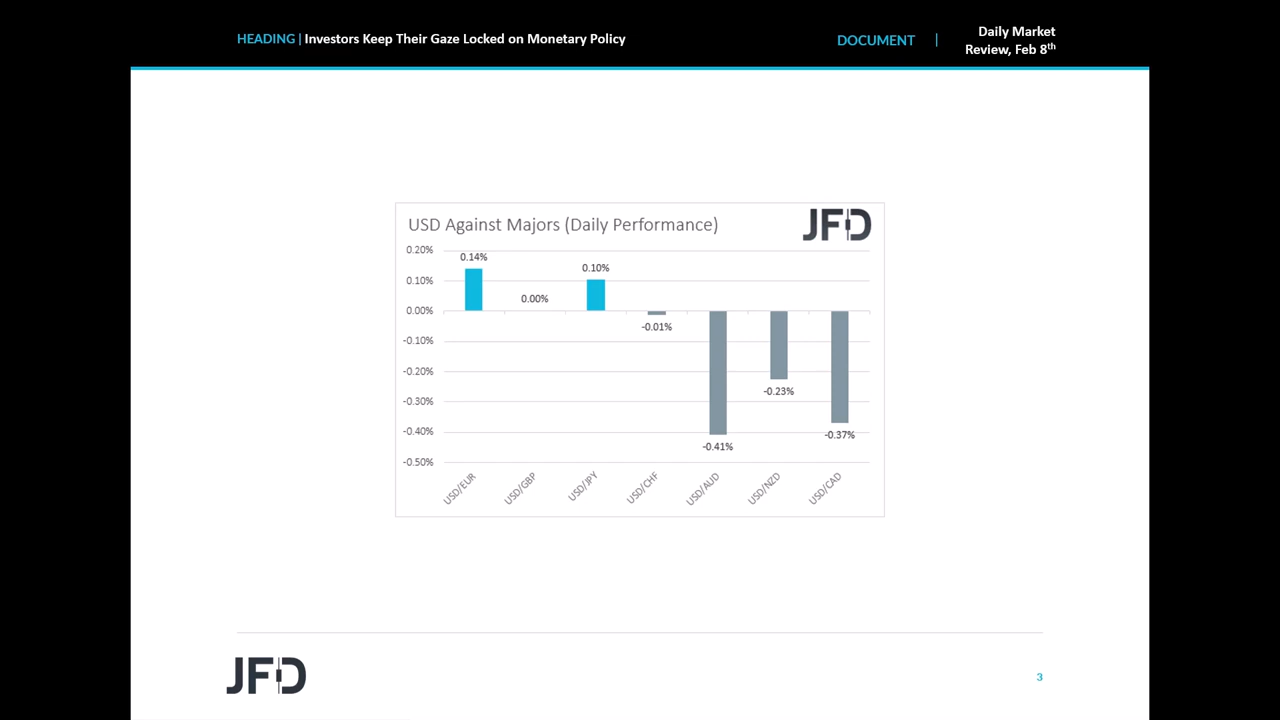 HEADING | Investors Keep Their Gaze Locked on Monetary Policy
DOCUMENT |
Daily Market
Review, Feb 8th
USD Against Majors (Daily Performance)
JFD
0.20%
0.10%
0.00%
-0.10%
-0.20%
-0.30%
-0.40%
-0.50%
0.14%
0.00%
0.10%
-0.01%
-0.41%
-0.23%
-0.37%
USD/EUR
USD/GBP
USD/JPY
USD/CHF
USD/AUD
USD/NZD
USD/CAD
JFD
3